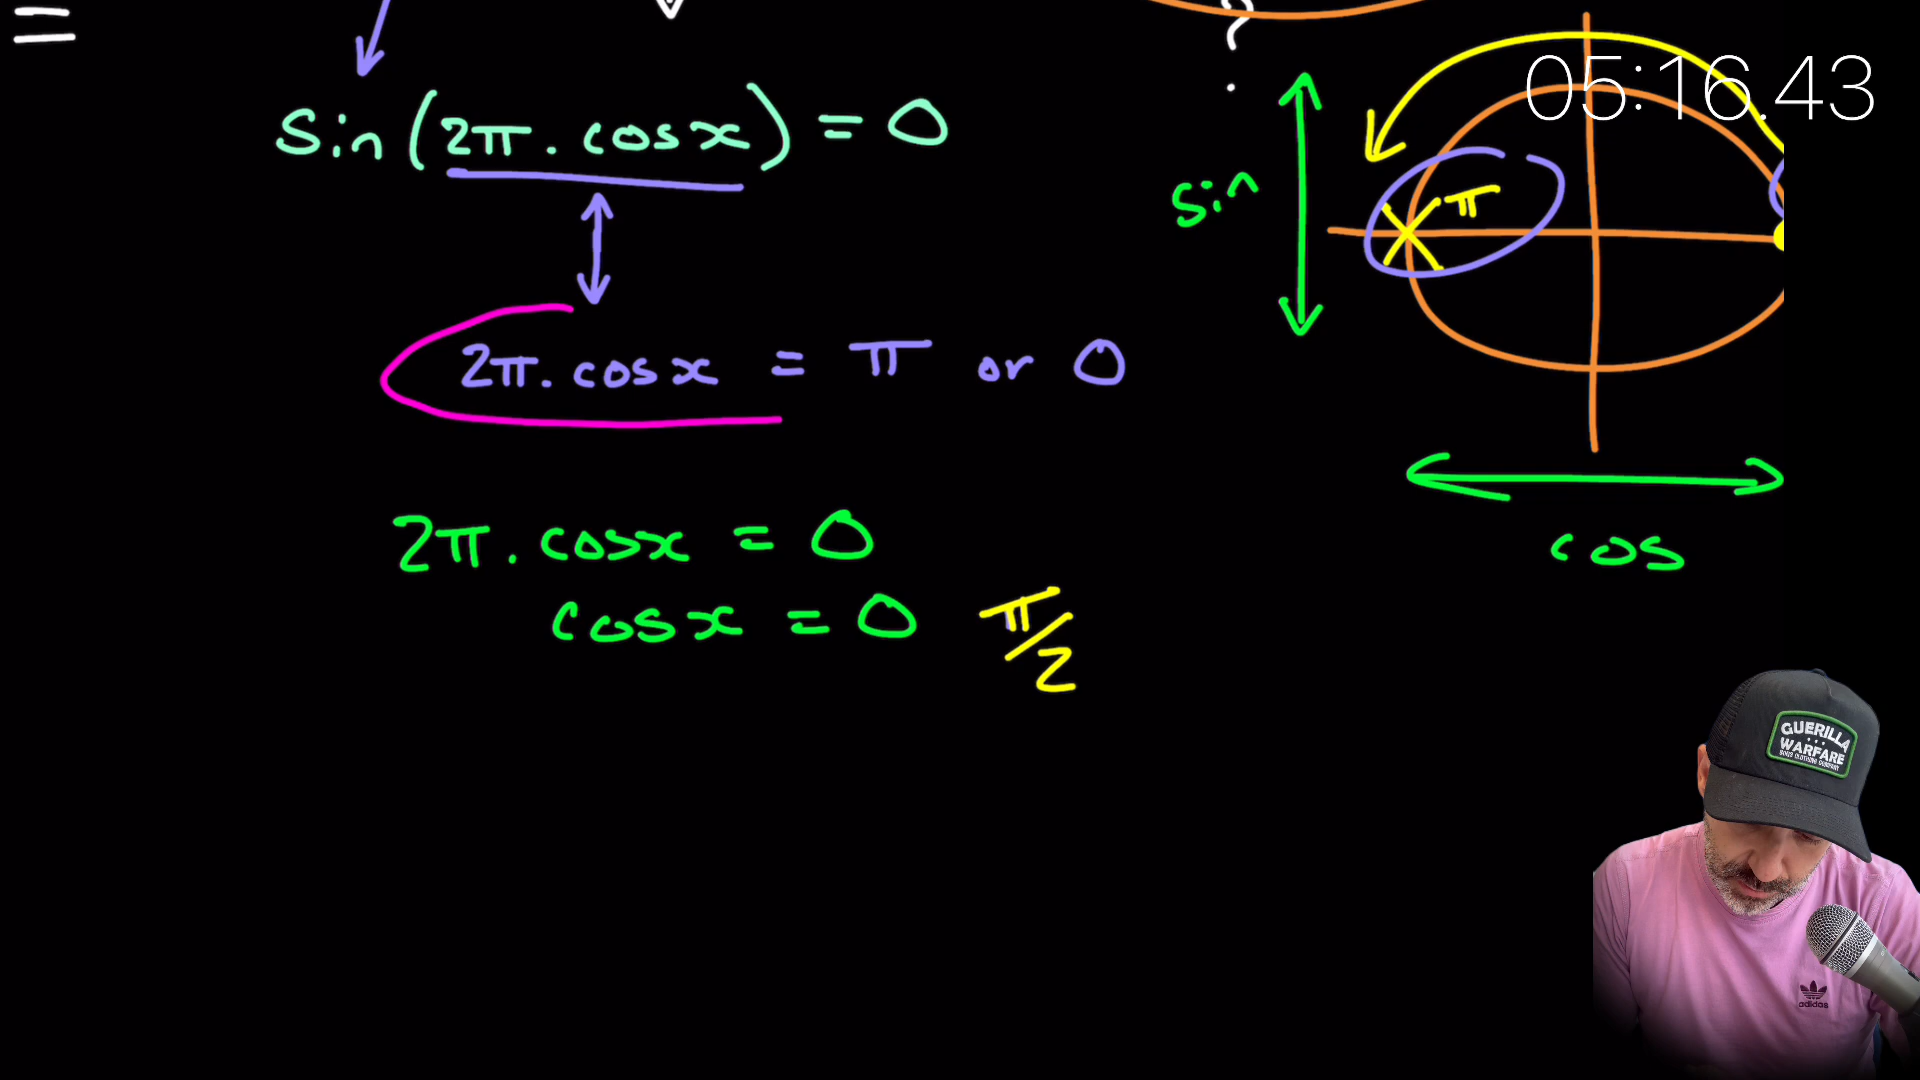 =
?
05:16.43
sin(2π.cosx) = 0
sin
π
2π.cosx = π or 0
2π.cosx = 0
cos
cosx = 0 π/2
GUERILLA
WARFARE
adidas